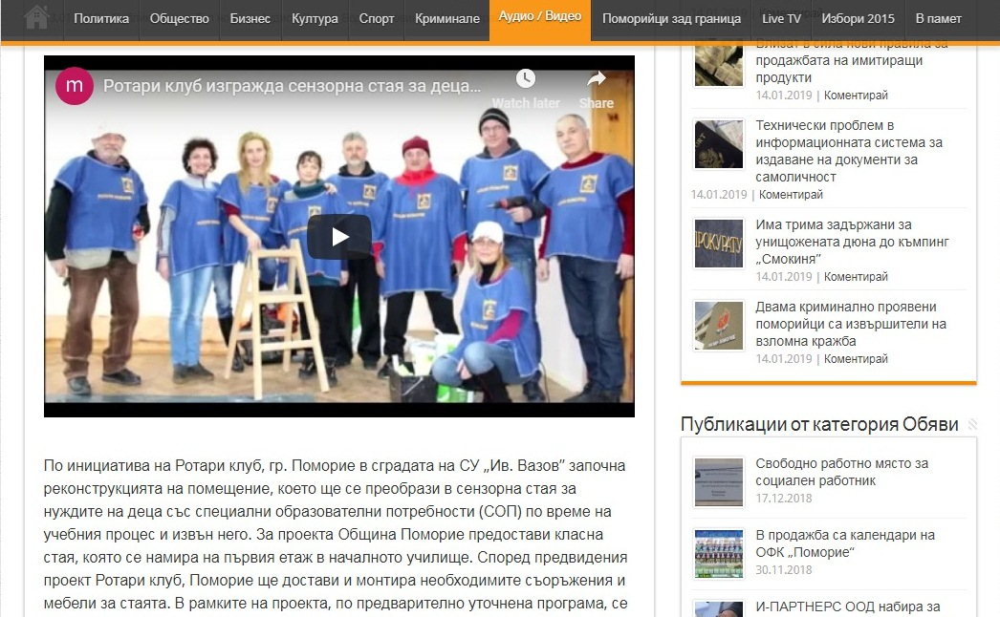 Политика Общество Бизнес Култура Спорт Криминале Аудио / Видео Поморийци зад граница Live TV Избори 2015 В памет
m Ротари клуб изгражда сензорна стая за деца...
Watch later Share
По инициатива на Ротари клуб, гр. Поморие в сградата на СУ „Ив. Вазов” започна
реконструкцията на помещение, което ще се преобрази в сензорна стая за
нуждите на деца със специални образователни потребности (СОП) по време на
учебния процес и извън него. За проекта Община Поморие предостави класна
стая, която се намира на първия етаж в началното училище. Според предвидения
проект Ротари клуб, Поморие ще достави и монтира необходимите съоръжения и
мебели за стаята. В рамките на проекта, по предварително уточнена програма, се
Влизат в сила нови правила за
продажбата на имитиращи
продукти
14.01.2019 | Коментирай
Технически проблем в
информационната система за
издаване на документи за
самоличност
14.01.2019 | Коментирай
Има трима задържани за
унищожената дюна до къмпинг
„Смокиня”
14.01.2019 | Коментирай
Двама криминално проявени
поморийци са извършители на
взломна кражба
14.01.2019 | Коментирай
Публикации от категория Обяви
Свободно работно място за
социален работник
17.12.2018
В продажба са календари на
ОФК „Поморие“
30.11.2018
И-ПАРТНЕРС ООД набира за